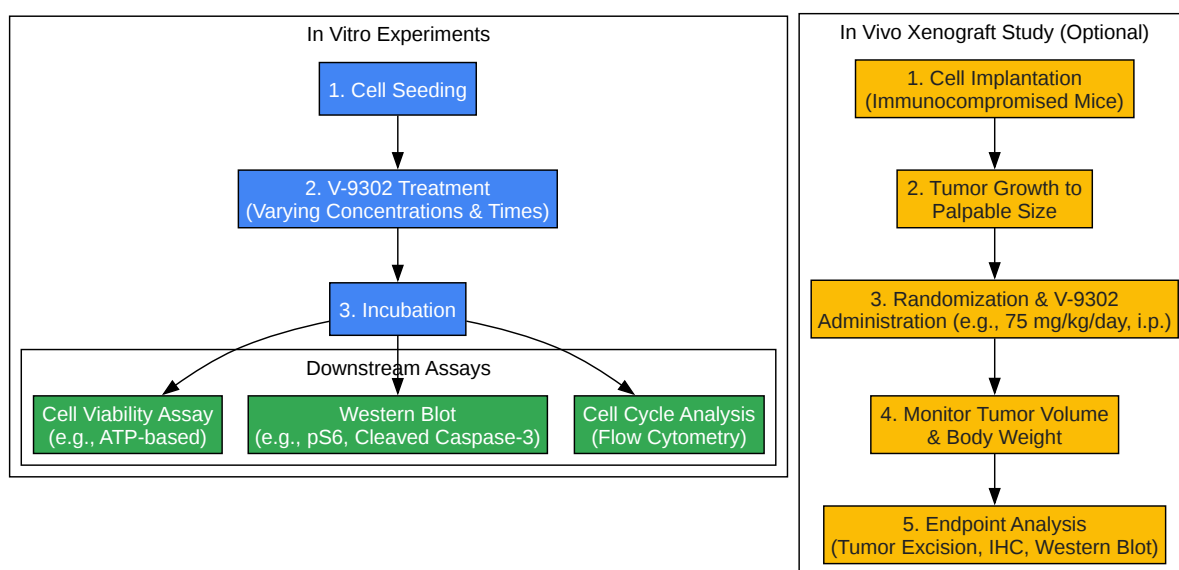 In Vitro Experiments
1. Cell Seeding
2. V-9302 Treatment
(Varying Concentrations & Times)
3. Incubation
Downstream Assays
Cell Viability Assay
(e.g., ATP-based)
Western Blot
(e.g., pS6, Cleaved Caspase-3)
Cell Cycle Analysis
(Flow Cytometry)
In Vivo Xenograft Study (Optional)
1. Cell Implantation
(Immunocompromised Mice)
2. Tumor Growth to
Palpable Size
3. Randomization & V-9302
Administration (e.g., 75 mg/kg/day, i.p.)
4. Monitor Tumor Volume
& Body Weight
5. Endpoint Analysis
(Tumor Excision, IHC, Western Blot)